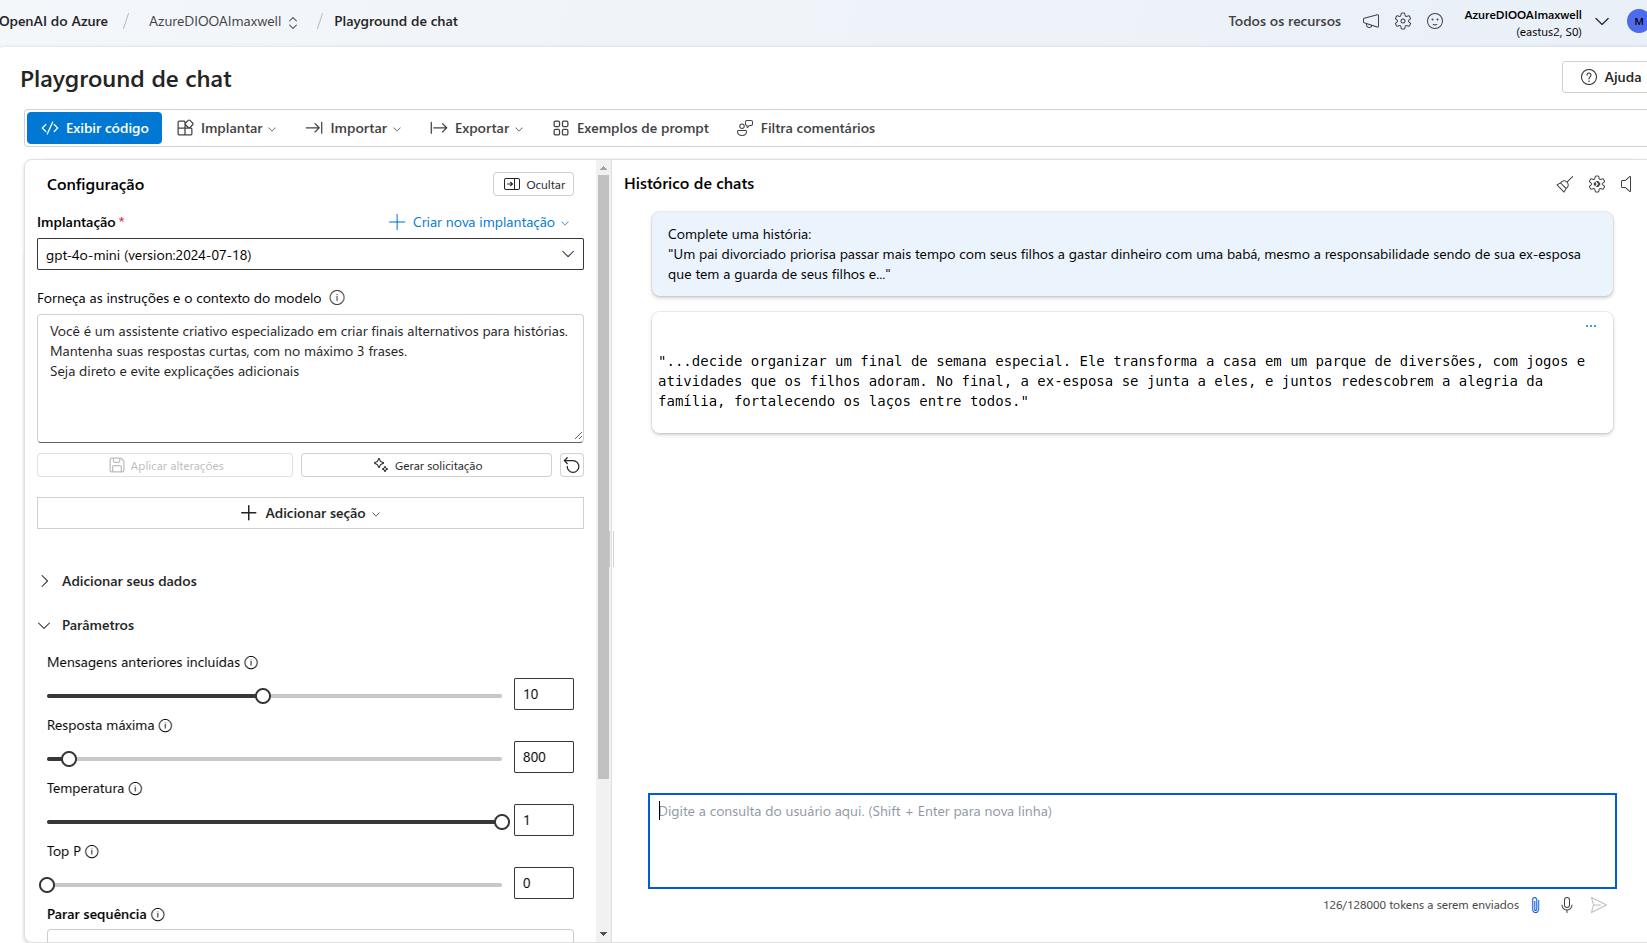 OpenAI do Azure / AzureDIOOAImaxwell / Playground de chat
Todos os recursos
AzureDIOOAImaxwell
(eastus2, S0)
M
Playground de chat
Ajuda
Exibir código
Implantar
Importar
Exportar
Exemplos de prompt
Filtra comentários
Configuração
Ocultar
Implantação *
Criar nova implantação
gpt-4o-mini (version:2024-07-18)
Forneça as instruções e o contexto do modelo
Você é um assistente criativo especializado em criar finais alternativos para histórias.
Mantenha suas respostas curtas, com no máximo 3 frases.
Seja direto e evite explicações adicionais
Aplicar alterações
Gerar solicitação
Adicionar seção
Adicionar seus dados
Parâmetros
Mensagens anteriores incluídas
10
Resposta máxima
800
Temperatura
1
Top P
0
Parar sequência
Histórico de chats
Complete uma história:
"Um pai divorciado priorisa passar mais tempo com seus filhos a gastar dinheiro com uma babá, mesmo a responsabilidade sendo de sua ex-esposa
que tem a guarda de seus filhos e..."
...
"...decide organizar um final de semana especial. Ele transforma a casa em um parque de diversões, com jogos e
atividades que os filhos adoram. No final, a ex-esposa se junta a eles, e juntos redescobrem a alegria da
família, fortalecendo os laços entre todos."
Digite a consulta do usuário aqui. (Shift + Enter para nova linha)
126/128000 tokens a serem enviados